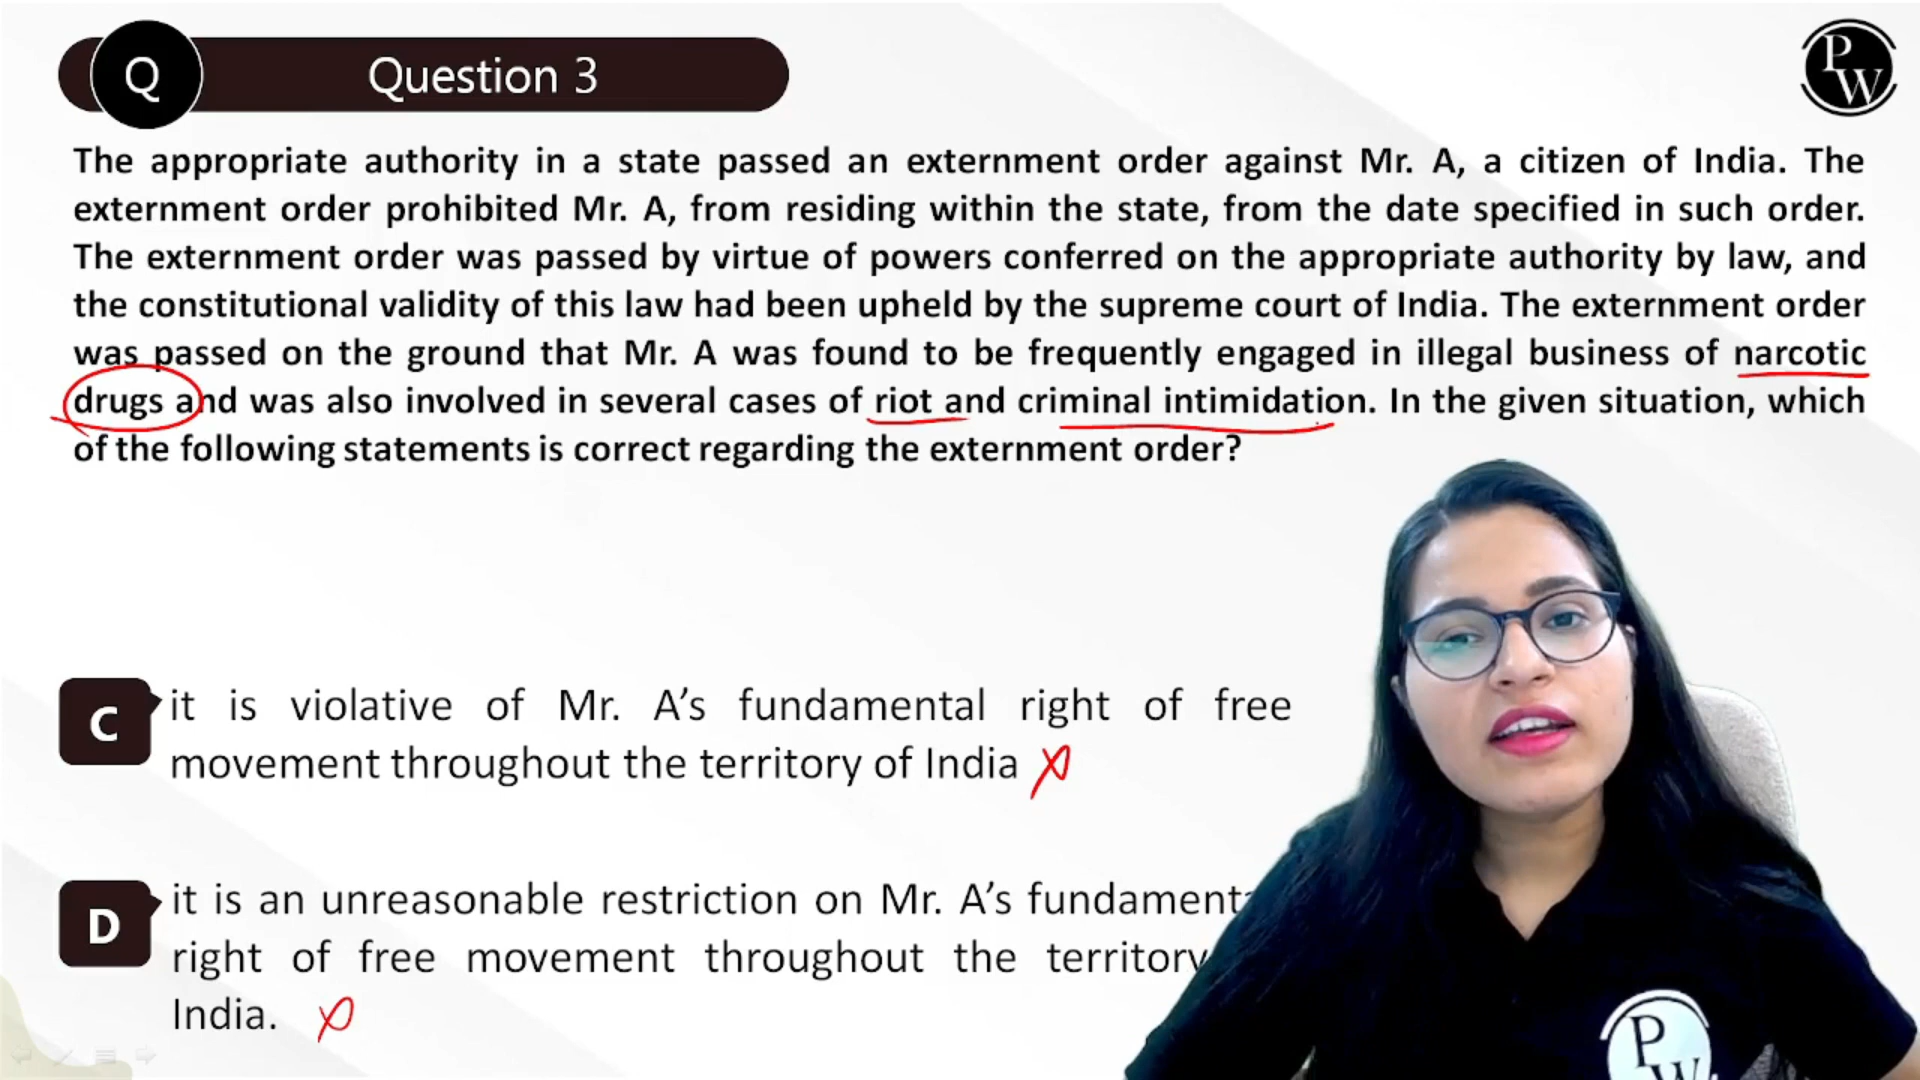 Q
Question 3
PW
The appropriate authority in a state passed an externment order against Mr. A, a citizen of India. The
externment order prohibited Mr. A, from residing within the state, from the date specified in such order.
The externment order was passed by virtue of powers conferred on the appropriate authority by law, and
the constitutional validity of this law had been upheld by the supreme court of India. The externment order
was passed on the ground that Mr. A was found to be frequently engaged in illegal business of narcotic
drugs and was also involved in several cases of riot and criminal intimidation. In the given situation, which
of the following statements is correct regarding the externment order?
C
it is violative of Mr. A’s fundamental right of free
movement throughout the territory of India
D
it is an unreasonable restriction on Mr. A’s
right of free movement throughout the territory
India.
PW